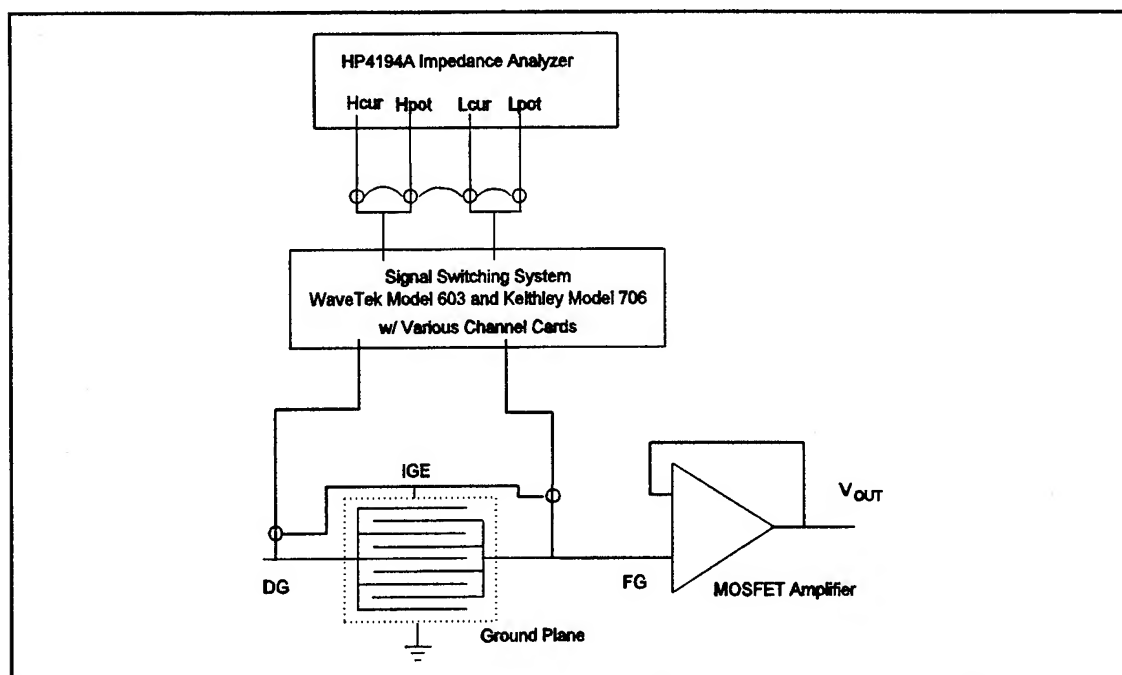 HP4194A Impedance Analyzer
Hcur Hpot Lcur Lpot
Signal Switching System
WaveTek Model 603 and Keithley Model 706
w/ Various Channel Cards
IGE
VOUT
DG
FG
MOSFET Amplifier
Ground Plane